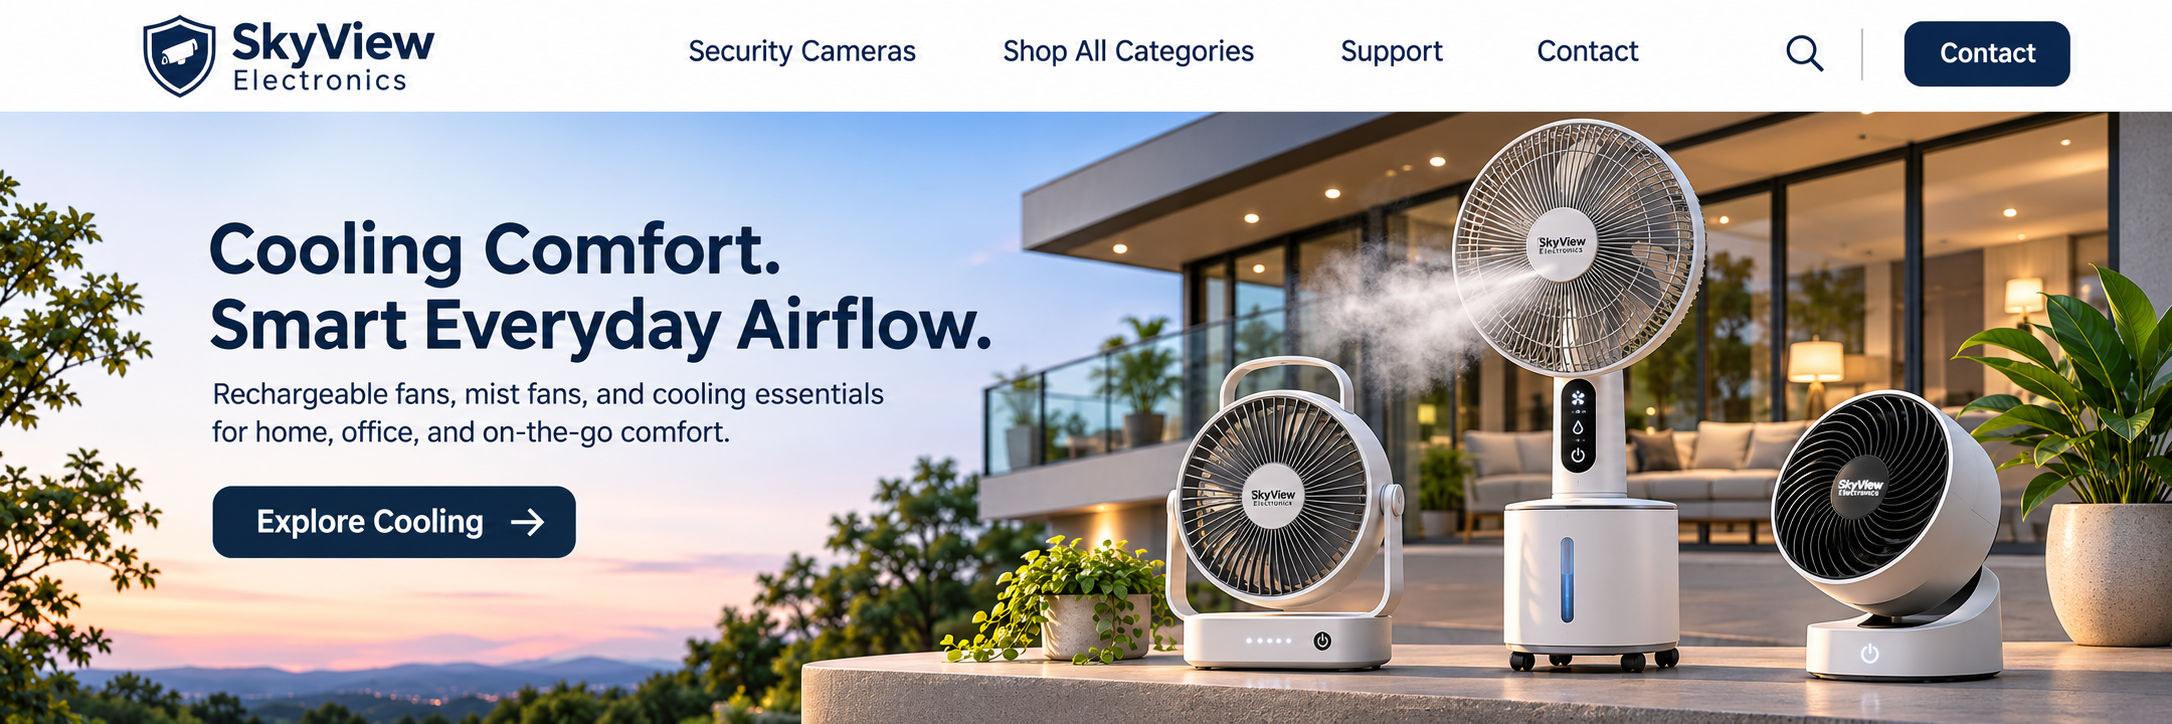 SkyView
Electronics
Security Cameras
Shop All Categories
Support
Contact
Contact
Cooling Comfort.
Smart Everyday Airflow.
Rechargeable fans, mist fans, and cooling essentials
for home, office, and on-the-go comfort.
Explore Cooling
SkyView
Electronics
SkyView
Electronics
SkyView
Electronics